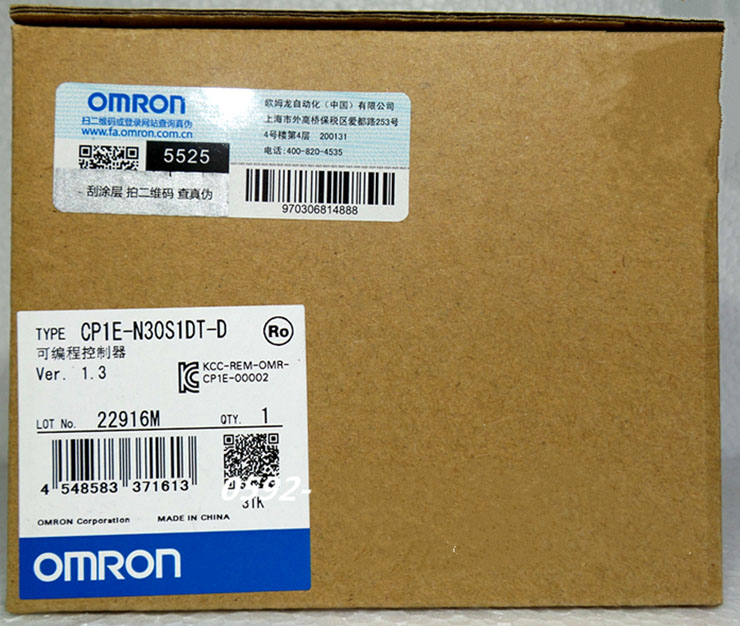 OMRON
扫二维码或登录网站查询真伪
www.fa.omron.com.cn
5525
刮涂层 拍二维码 查真伪
欧姆龙自动化（中国）有限公司
上海市外高桥保税区爱都路253号
4号楼第4层 200131
电话:400-820-4535
970306814888
TYPE CP1E-N30S1DT-D
Ro
可编程控制器
Ver. 1.3
KCC-REM-OMR-
CP1E-00002
LOT No. 22916M QTY. 1
4 548583 371613
0592-
31K
OMRON Corporation MADE IN CHINA
OMRON